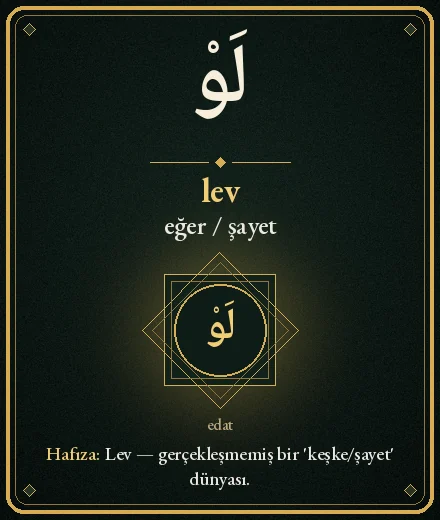 لَوْ
lev
eğer / şayet
لَوْ
edat
Hafıza: Lev — gerçekleşmemiş bir 'keşke/şayet'
dünyası.